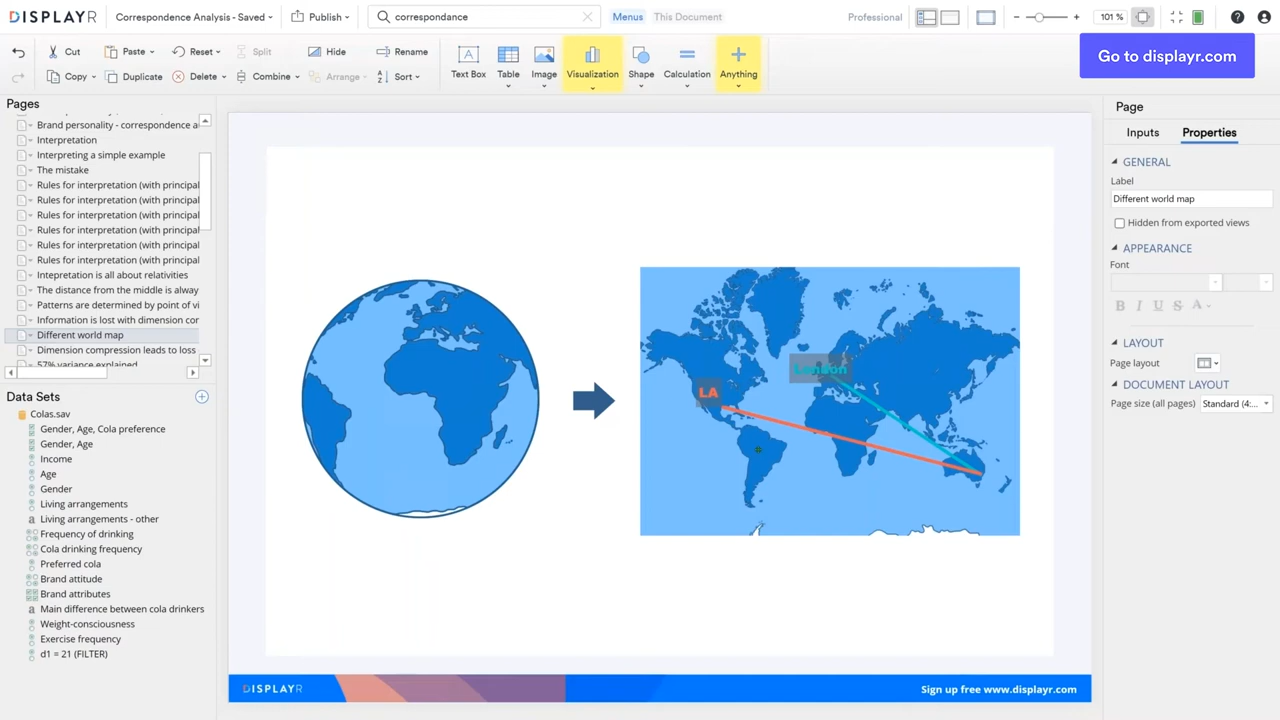 DISPLAYR
Correspondence Analysis - Saved
Publish
correspondance
Menus
This Document
Professional
101 %
Cut
Paste
Reset
Split
Hide
Rename
Copy
Duplicate
Delete
Combine
Arrange
Sort
Text Box
Table
Image
Visualization
Shape
Calculation
Anything
Go to displayr.com
Pages
Brand personality - correspondence a
Interpretation
Interpreting a simple example
The mistake
Rules for interpretation (with principal
Rules for interpretation (with principal
Rules for interpretation (with principal
Rules for interpretation (with principal
Rules for interpretation (with principal
Rules for interpretation (with principal
Intepretation is all about relativities
The distance from the middle is alway
Patterns are determined by point of vi
Information is lost with dimension cor
Different world map
Dimension compression leads to loss
57% variance explained
Data Sets
Colas.sav
Gender, Age, Cola preference
Gender, Age
Income
Age
Gender
Living arrangements
Living arrangements - other
Frequency of drinking
Cola drinking frequency
Preferred cola
Brand attitude
Brand attributes
Main difference between cola drinkers
Weight-consciousness
Exercise frequency
d1 = 21 (FILTER)
London
LA
DISPLAYR
Sign up free www.displayr.com
Page
Inputs
Properties
GENERAL
Label
Different world map
Hidden from exported views
APPEARANCE
Font
B I U S A
LAYOUT
Page layout
DOCUMENT LAYOUT
Page size (all pages)
Standard (4:...